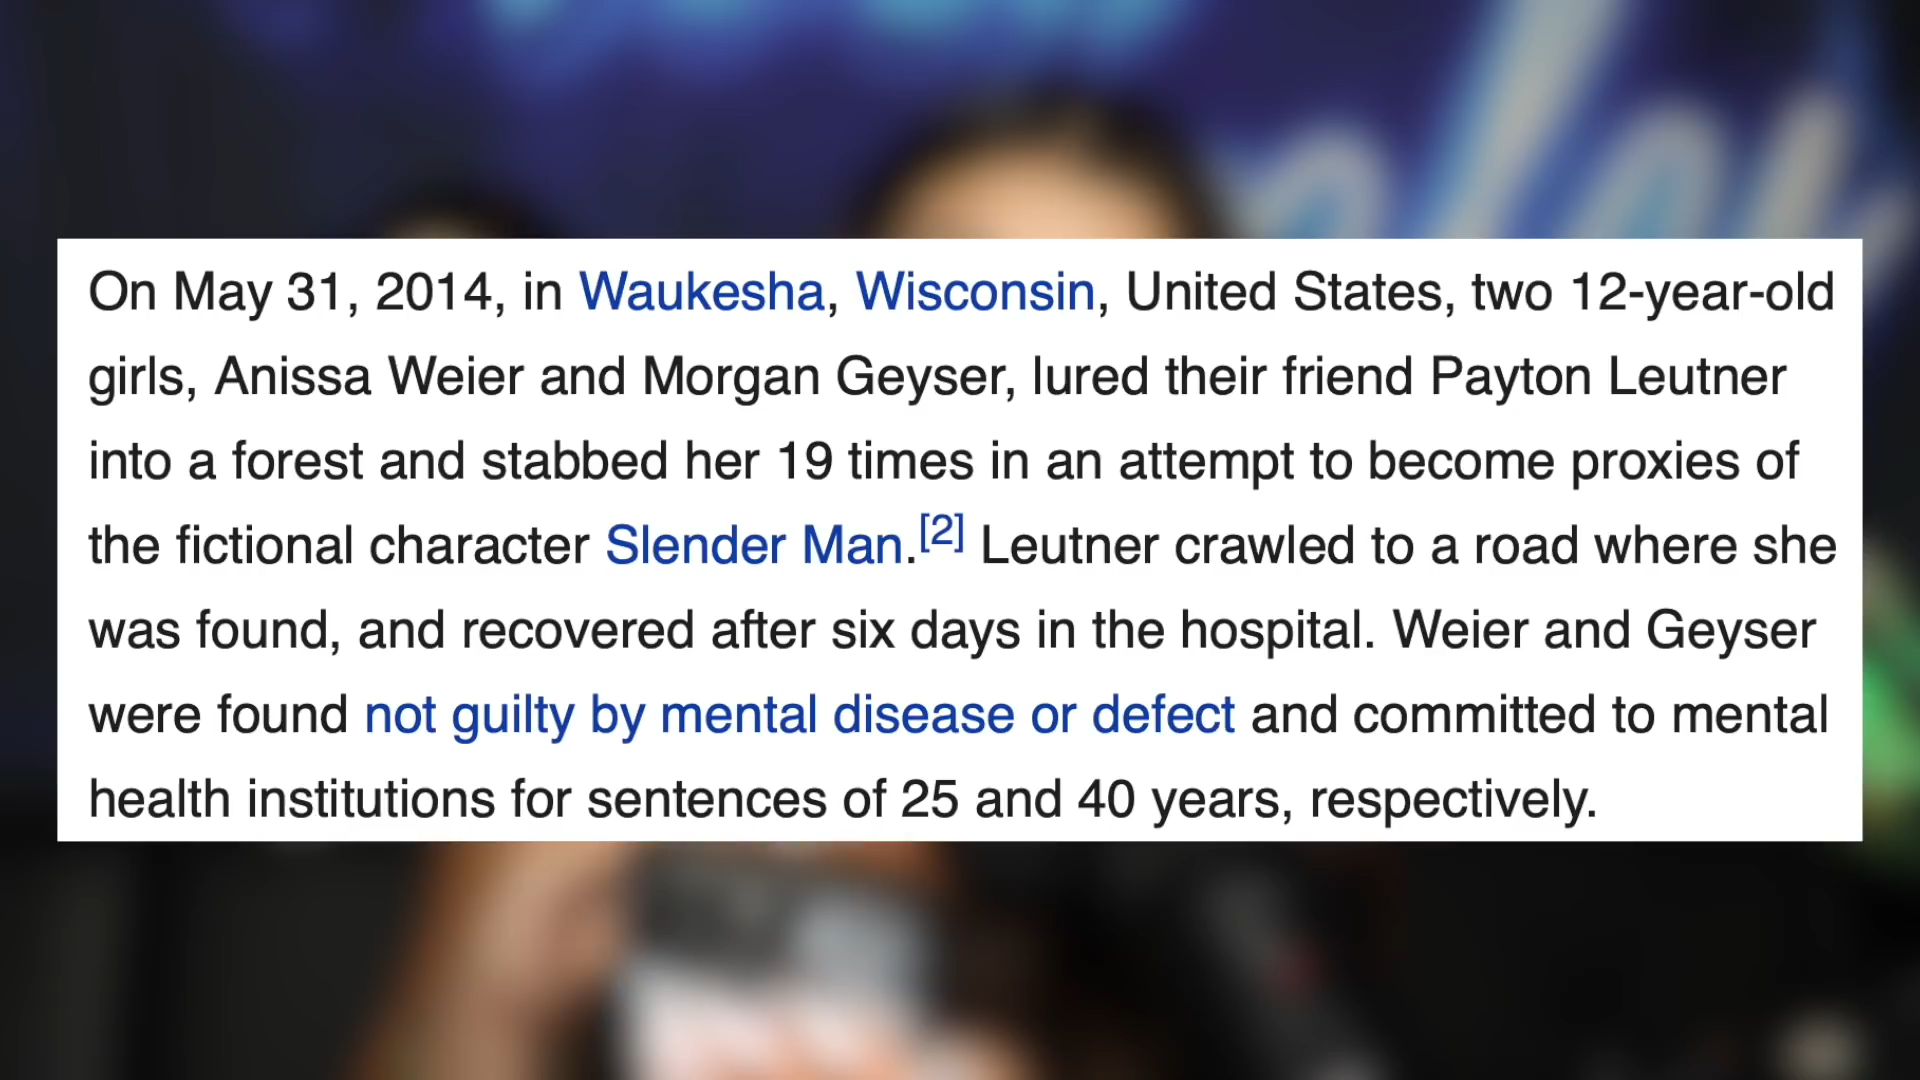 On May 31, 2014, in Waukesha, Wisconsin, United States, two 12-year-old
girls, Anissa Weier and Morgan Geyser, lured their friend Payton Leutner
into a forest and stabbed her 19 times in an attempt to become proxies of
the fictional character Slender Man.[2] Leutner crawled to a road where she
was found, and recovered after six days in the hospital. Weier and Geyser
were found not guilty by mental disease or defect and committed to mental
health institutions for sentences of 25 and 40 years, respectively.